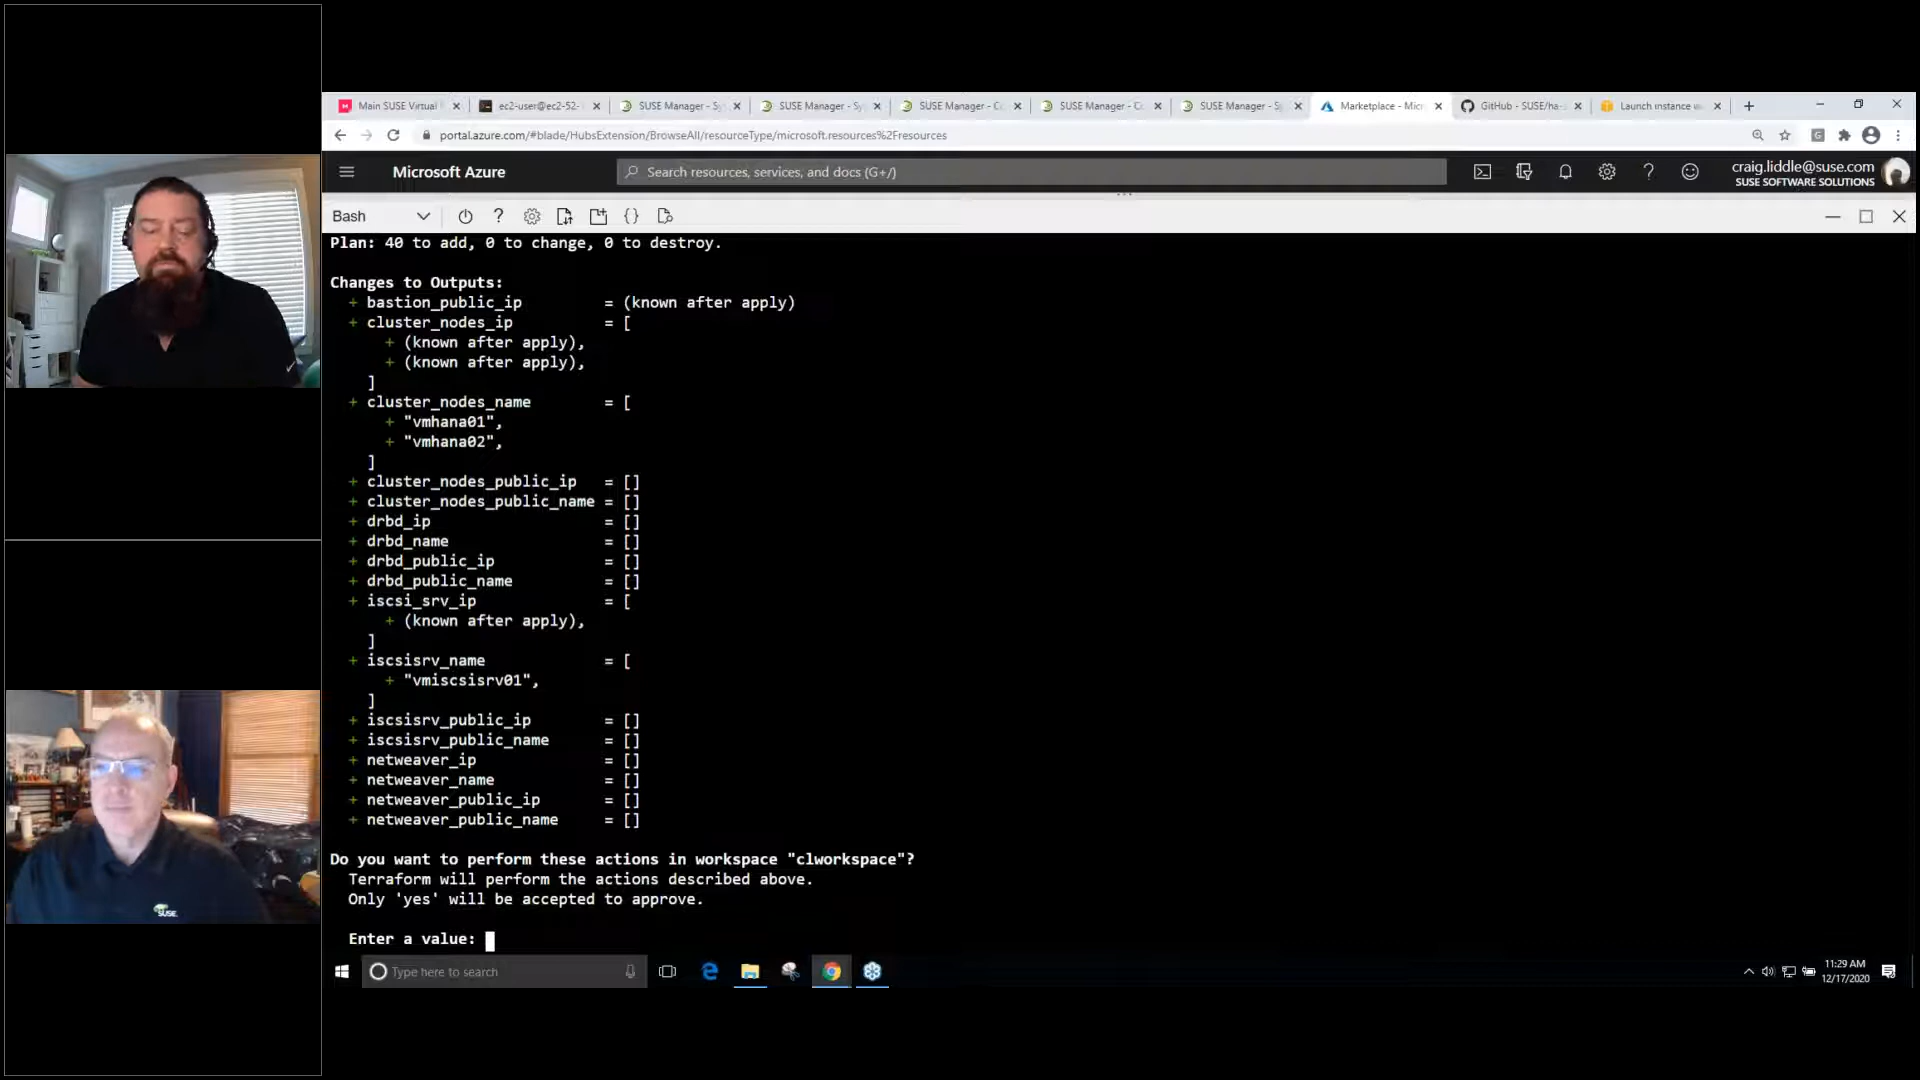 Main SUSE Virtual
ec2-user@ec2-52-
SUSE Manager - Sy
SUSE Manager - Sy
SUSE Manager - C
SUSE Manager - C
SUSE Manager - S
Marketplace - Micr
GitHub - SUSE/ha-
Launch instance w
portal.azure.com/#blade/HubsExtension/BrowseAll/resourceType/microsoft.resources%2Fresources
Microsoft Azure
Search resources, services, and docs (G+/)
craig.liddle@suse.com
SUSE SOFTWARE SOLUTIONS
Bash
Plan: 40 to add, 0 to change, 0 to destroy.
Changes to Outputs:
+ bastion_public_ip = (known after apply)
+ cluster_nodes_ip = [
+ (known after apply),
+ (known after apply),
]
+ cluster_nodes_name = [
+ "vmhana01",
+ "vmhana02",
]
+ cluster_nodes_public_ip = []
+ cluster_nodes_public_name = []
+ drbd_ip = []
+ drbd_name = []
+ drbd_public_ip = []
+ drbd_public_name = []
+ iscsi_srv_ip = [
+ (known after apply),
]
+ iscsisrv_name = [
+ "vmiscsisrv01",
]
+ iscsisrv_public_ip = []
+ iscsisrv_public_name = []
+ netweaver_ip = []
+ netweaver_name = []
+ netweaver_public_ip = []
+ netweaver_public_name = []
Do you want to perform these actions in workspace "clworkspace"?
Terraform will perform the actions described above.
Only 'yes' will be accepted to approve.
Enter a value:
Type here to search
11:29 AM
12/17/2020
SUSE